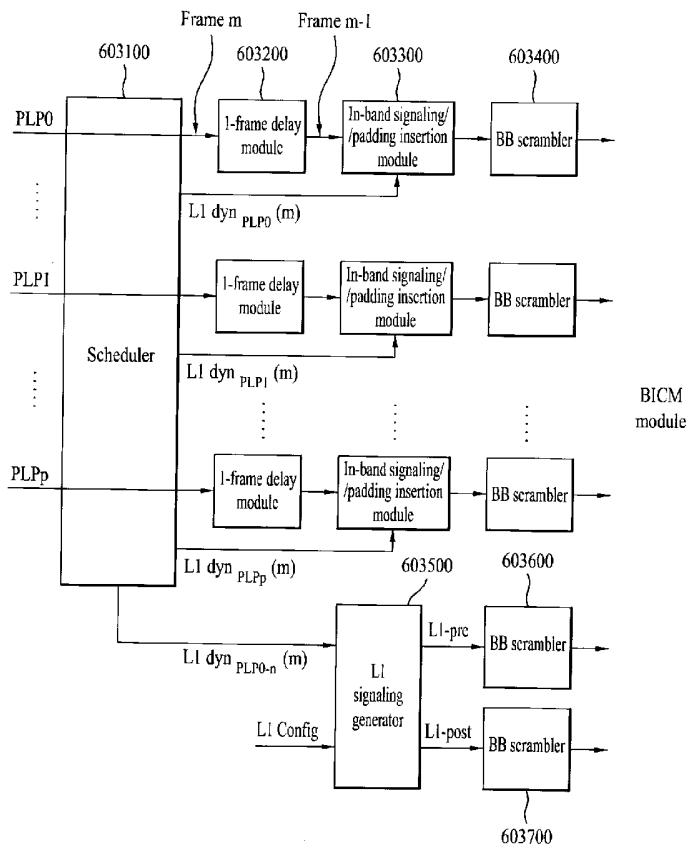 Frame m
Frame m-1
603100
603200
603300
603400
PLP0
1-frame delay
module
In-band signaling/
/padding insertion
module
BB scrambler
L1 dyn PLP0 (m)
PLP1
1-frame delay
module
In-band signaling/
/padding insertion
module
BB scrambler
Scheduler
L1 dyn PLP1 (m)
BICM
module
PLPp
1-frame delay
module
In-band signaling/
/padding insertion
module
BB scrambler
L1 dyn PLPp (m)
603500
603600
L1 dyn PLP0-n (m)
L1
signaling
generator
L1-pre
BB scrambler
L1 Config
L1-post
BB scrambler
603700